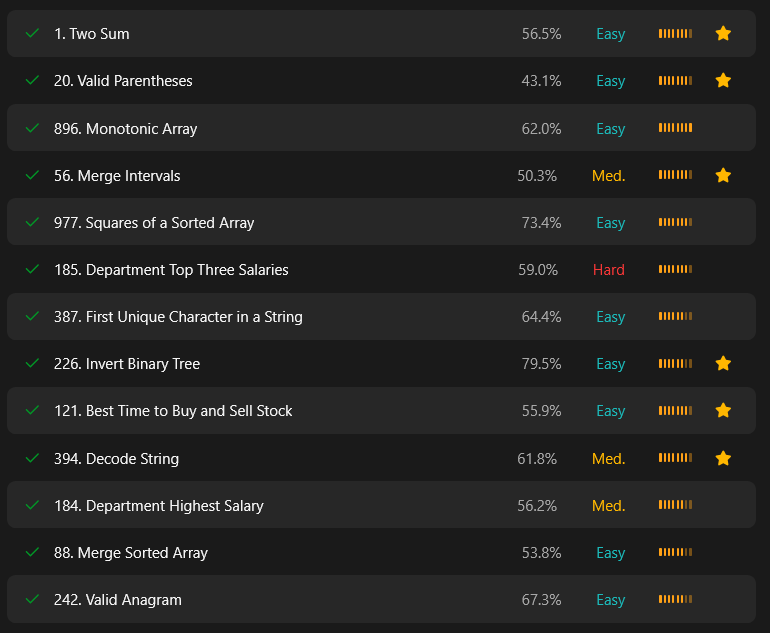 1. Two Sum 56.5% Easy
20. Valid Parentheses 43.1% Easy
896. Monotonic Array 62.0% Easy
56. Merge Intervals 50.3% Med.
977. Squares of a Sorted Array 73.4% Easy
185. Department Top Three Salaries 59.0% Hard
387. First Unique Character in a String 64.4% Easy
226. Invert Binary Tree 79.5% Easy
121. Best Time to Buy and Sell Stock 55.9% Easy
394. Decode String 61.8% Med.
184. Department Highest Salary 56.2% Med.
88. Merge Sorted Array 53.8% Easy
242. Valid Anagram 67.3% Easy